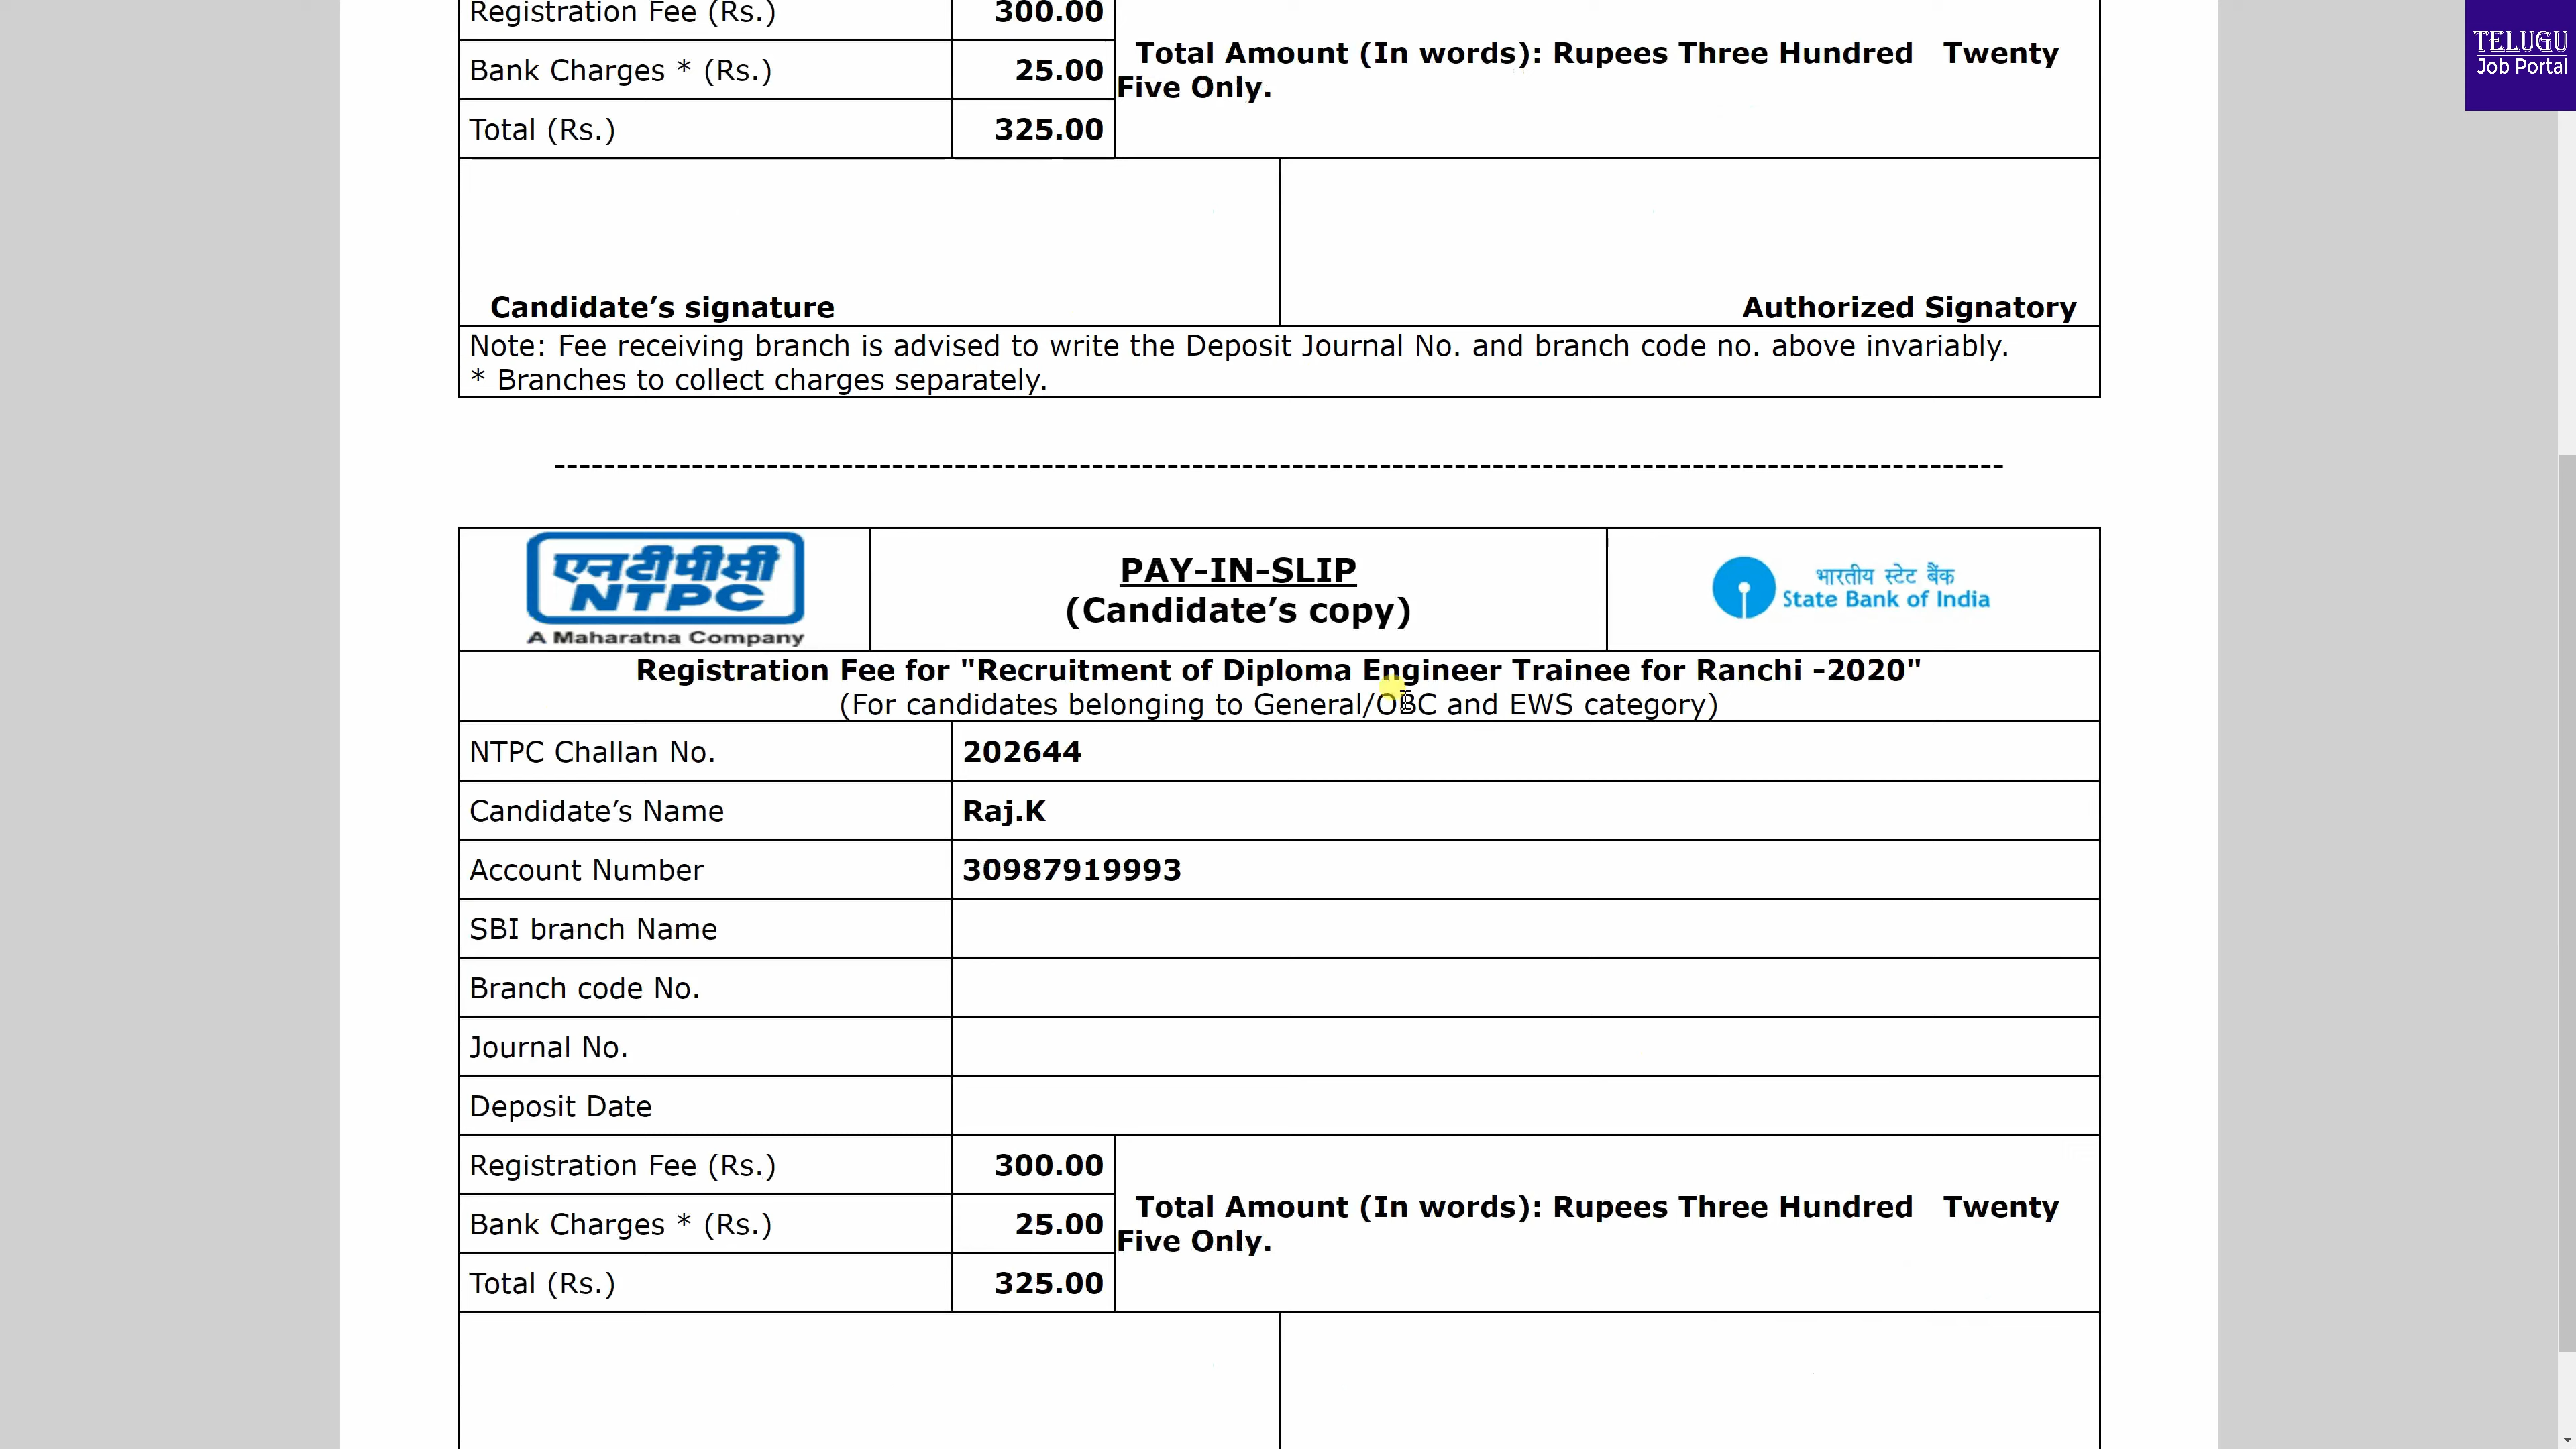 Registration Fee (Rs.) 300.00
Total Amount (In words): Rupees Three Hundred Twenty
Five Only.
Bank Charges * (Rs.) 25.00
Total (Rs.) 325.00
Candidate’s signature
Authorized Signatory
Note: Fee receiving branch is advised to write the Deposit Journal No. and branch code no. above invariably.
* Branches to collect charges separately.
TELUGU
Job Portal
एनटीपीसी
NTPC
A Maharatna Company
PAY-IN-SLIP
(Candidate’s copy)
भारतीय स्टेट बैंक
State Bank of India
Registration Fee for "Recruitment of Diploma Engineer Trainee for Ranchi -2020"
(For candidates belonging to General/OBC and EWS category)
NTPC Challan No. 202644
Candidate’s Name Raj.K
Account Number 30987919993
SBI branch Name
Branch code No.
Journal No.
Deposit Date
Registration Fee (Rs.) 300.00
Total Amount (In words): Rupees Three Hundred Twenty
Five Only.
Bank Charges * (Rs.) 25.00
Total (Rs.) 325.00